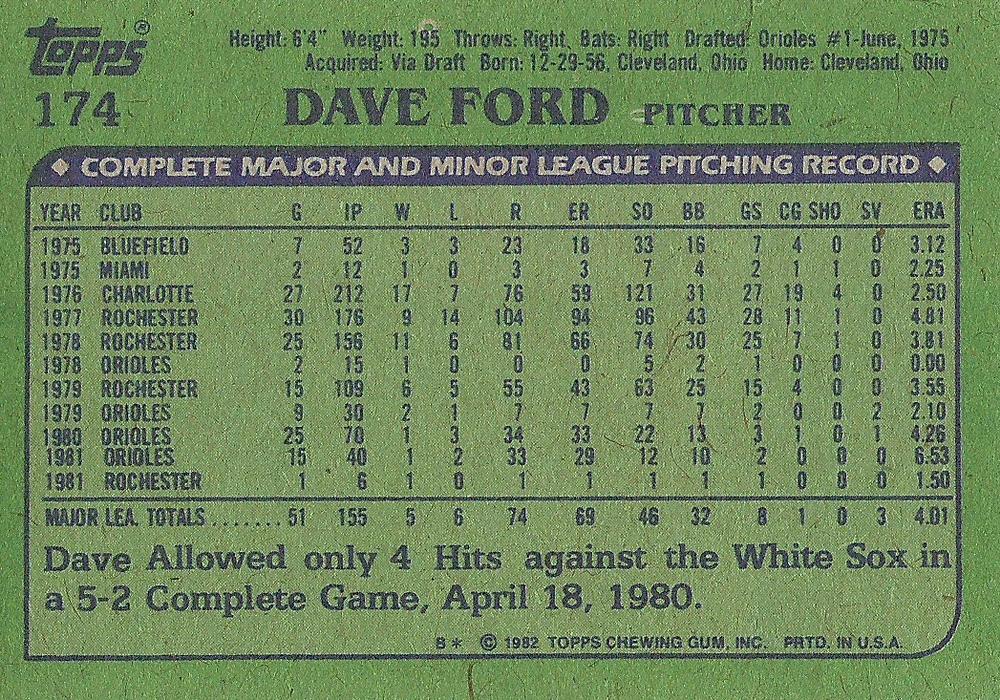 topps®
Height: 6'4" Weight: 195 Throws: Right Bats: Right Drafted: Orioles #1-June, 1975
Acquired: Via Draft Born: 12-29-56, Cleveland, Ohio Home: Cleveland, Ohio
174 DAVE FORD PITCHER
◆ COMPLETE MAJOR AND MINOR LEAGUE PITCHING RECORD ◆
YEAR CLUB G IP W L R ER SO BB GS CG SHO SV ERA
1975 BLUEFIELD 7 52 3 3 23 18 33 16 7 4 0 0 3.12
1975 MIAMI 2 12 1 0 3 3 7 4 2 1 1 0 2.25
1976 CHARLOTTE 27 212 17 7 76 59 121 31 27 19 4 0 2.50
1977 ROCHESTER 30 176 9 14 104 94 96 43 28 11 1 0 4.81
1978 ROCHESTER 25 156 11 6 81 66 74 30 25 7 1 0 3.81
1978 ORIOLES 2 15 1 0 0 0 5 2 1 0 0 0 0.00
1979 ROCHESTER 15 109 6 5 55 43 63 25 15 4 0 0 3.55
1979 ORIOLES 9 30 2 1 7 7 7 7 2 0 0 2 2.10
1980 ORIOLES 25 70 1 3 34 33 22 13 3 1 0 1 4.26
1981 ORIOLES 15 40 1 2 33 29 12 10 2 0 0 0 6.53
1981 ROCHESTER 1 6 1 0 1 1 1 1 1 0 0 0 1.50
MAJOR LEA. TOTALS....... 51 155 5 6 74 69 46 32 8 1 0 3 4.01
Dave Allowed only 4 Hits against the White Sox in
a 5-2 Complete Game, April 18, 1980.
B* © 1982 TOPPS CHEWING GUM, INC. PRTD. IN U.S.A.